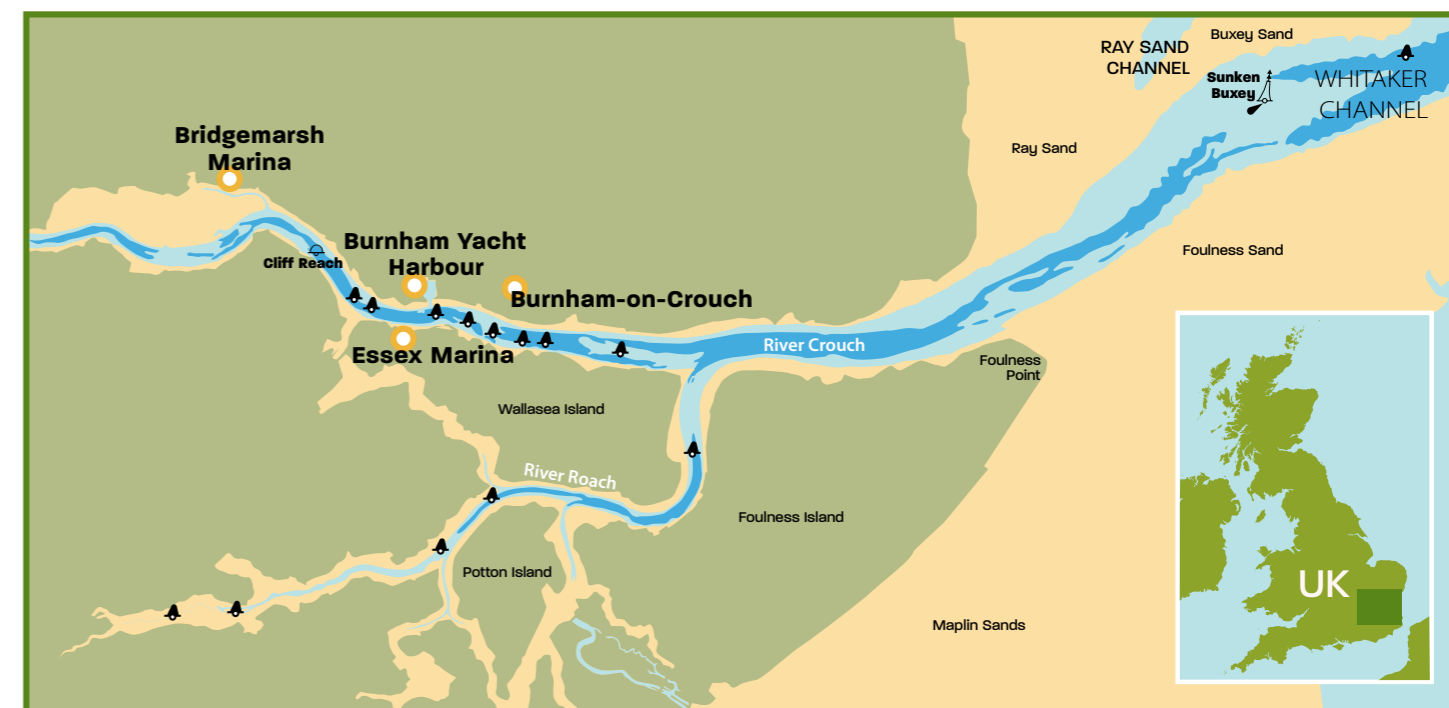 Buxey Sand
RAY SAND
CHANNEL
Sunken
Buxey
WHITAKER
CHANNEL
Bridgemarsh
Marina
Ray Sand
Burnham Yacht
Harbour
Cliff Reach
Foulness Sand
Burnham-on-Crouch
Essex Marina
River Crouch
Foulness
Point
Wallasea Island
River Roach
Foulness Island
Potton Island
UK
Maplin Sands